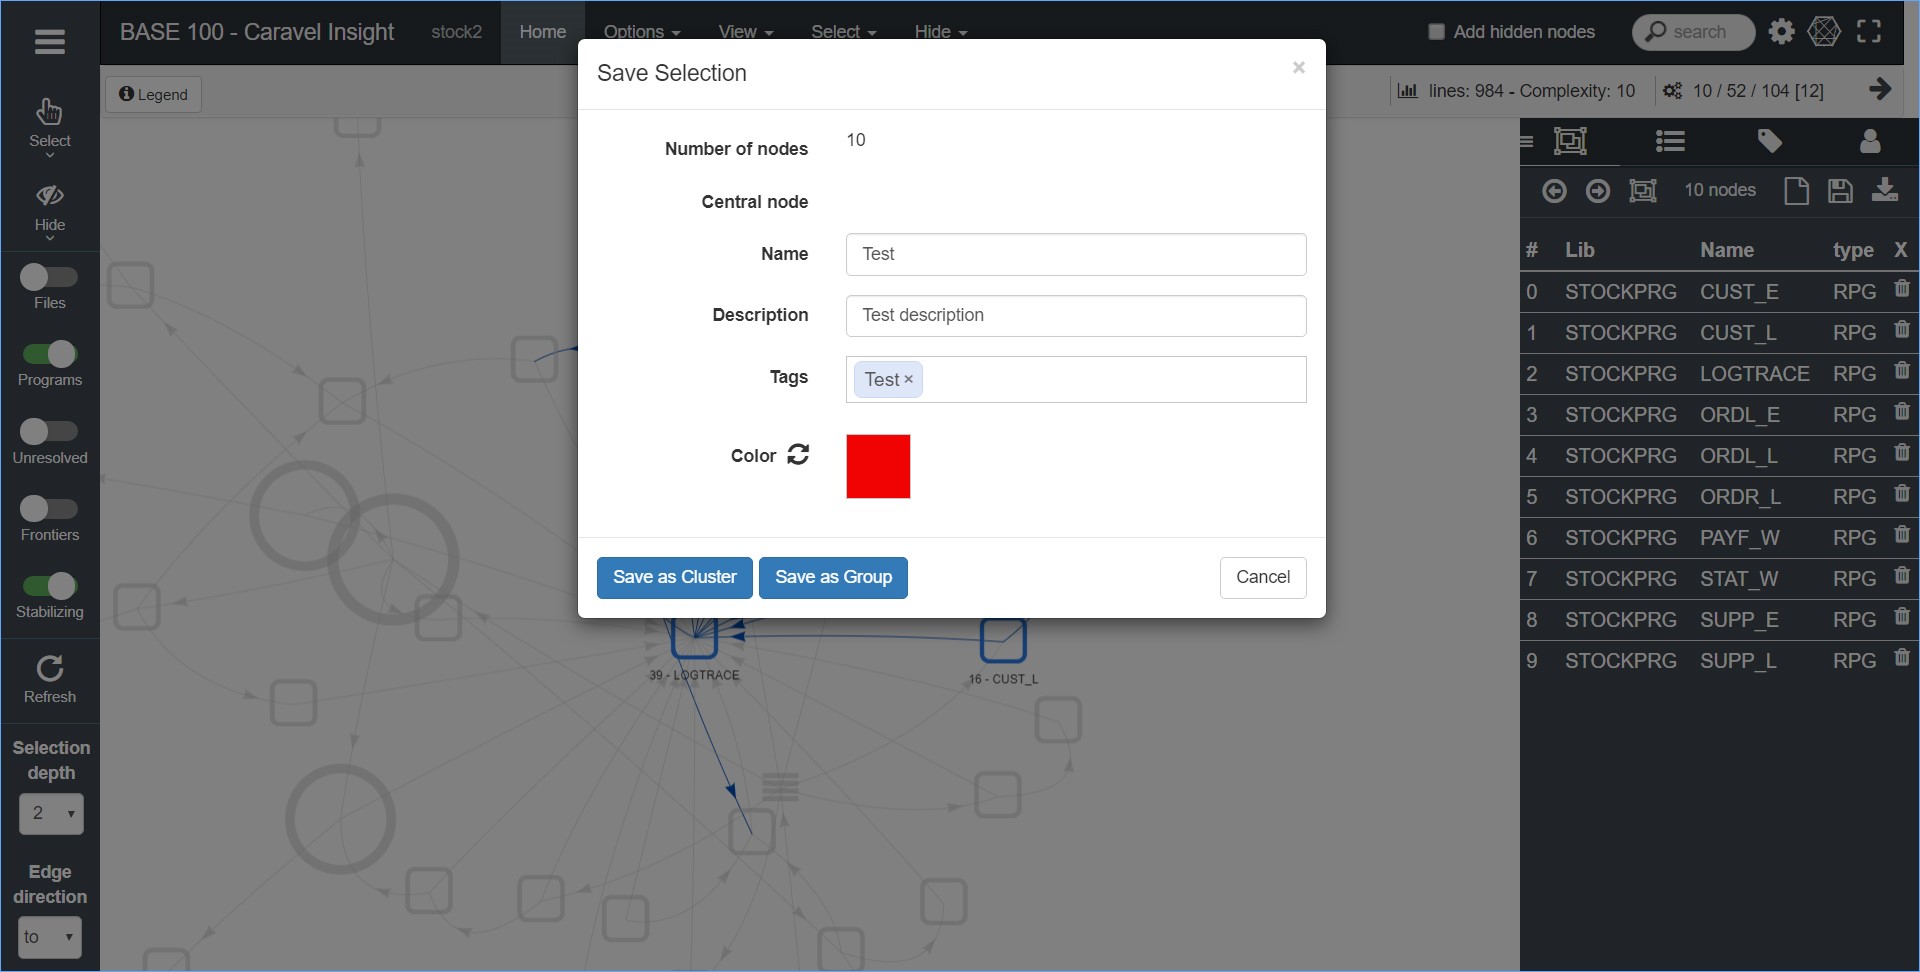 BASE 100 - Caravel Insight stock2 Home Options View Select Hide Add hidden nodes search
Legend
lines: 984 - Complexity: 10 10 / 52 / 104 [12]
Select
Hide
Files
Programs
Unresolved
Frontiers
Stabilizing
Refresh
Selection
depth
2
Edge
direction
to
Save Selection ×
Number of nodes 10
Central node
Name Test
Description Test description
Tags Test ×
Color
Save as Cluster Save as Group Cancel
39 - LOGTRACE
16 - CUST_L
10 nodes
# Lib Name type X
0 STOCKPRG CUST_E RPG
1 STOCKPRG CUST_L RPG
2 STOCKPRG LOGTRACE RPG
3 STOCKPRG ORDL_E RPG
4 STOCKPRG ORDL_L RPG
5 STOCKPRG ORDR_L RPG
6 STOCKPRG PAYF_W RPG
7 STOCKPRG STAT_W RPG
8 STOCKPRG SUPP_E RPG
9 STOCKPRG SUPP_L RPG